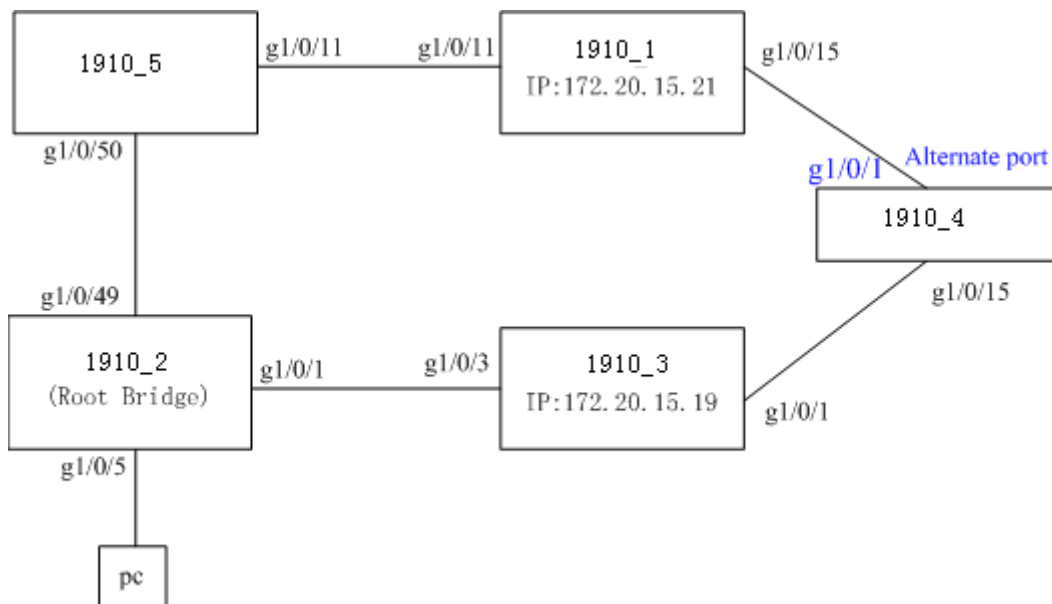 1910_5
g1/0/11
g1/0/11
1910_1
IP:172.20.15.21
g1/0/15
g1/0/50
g1/0/1
Alternate port
1910_4
g1/0/15
g1/0/49
1910_2
(Root Bridge)
g1/0/1
g1/0/3
1910_3
IP:172.20.15.19
g1/0/1
g1/0/5
pc